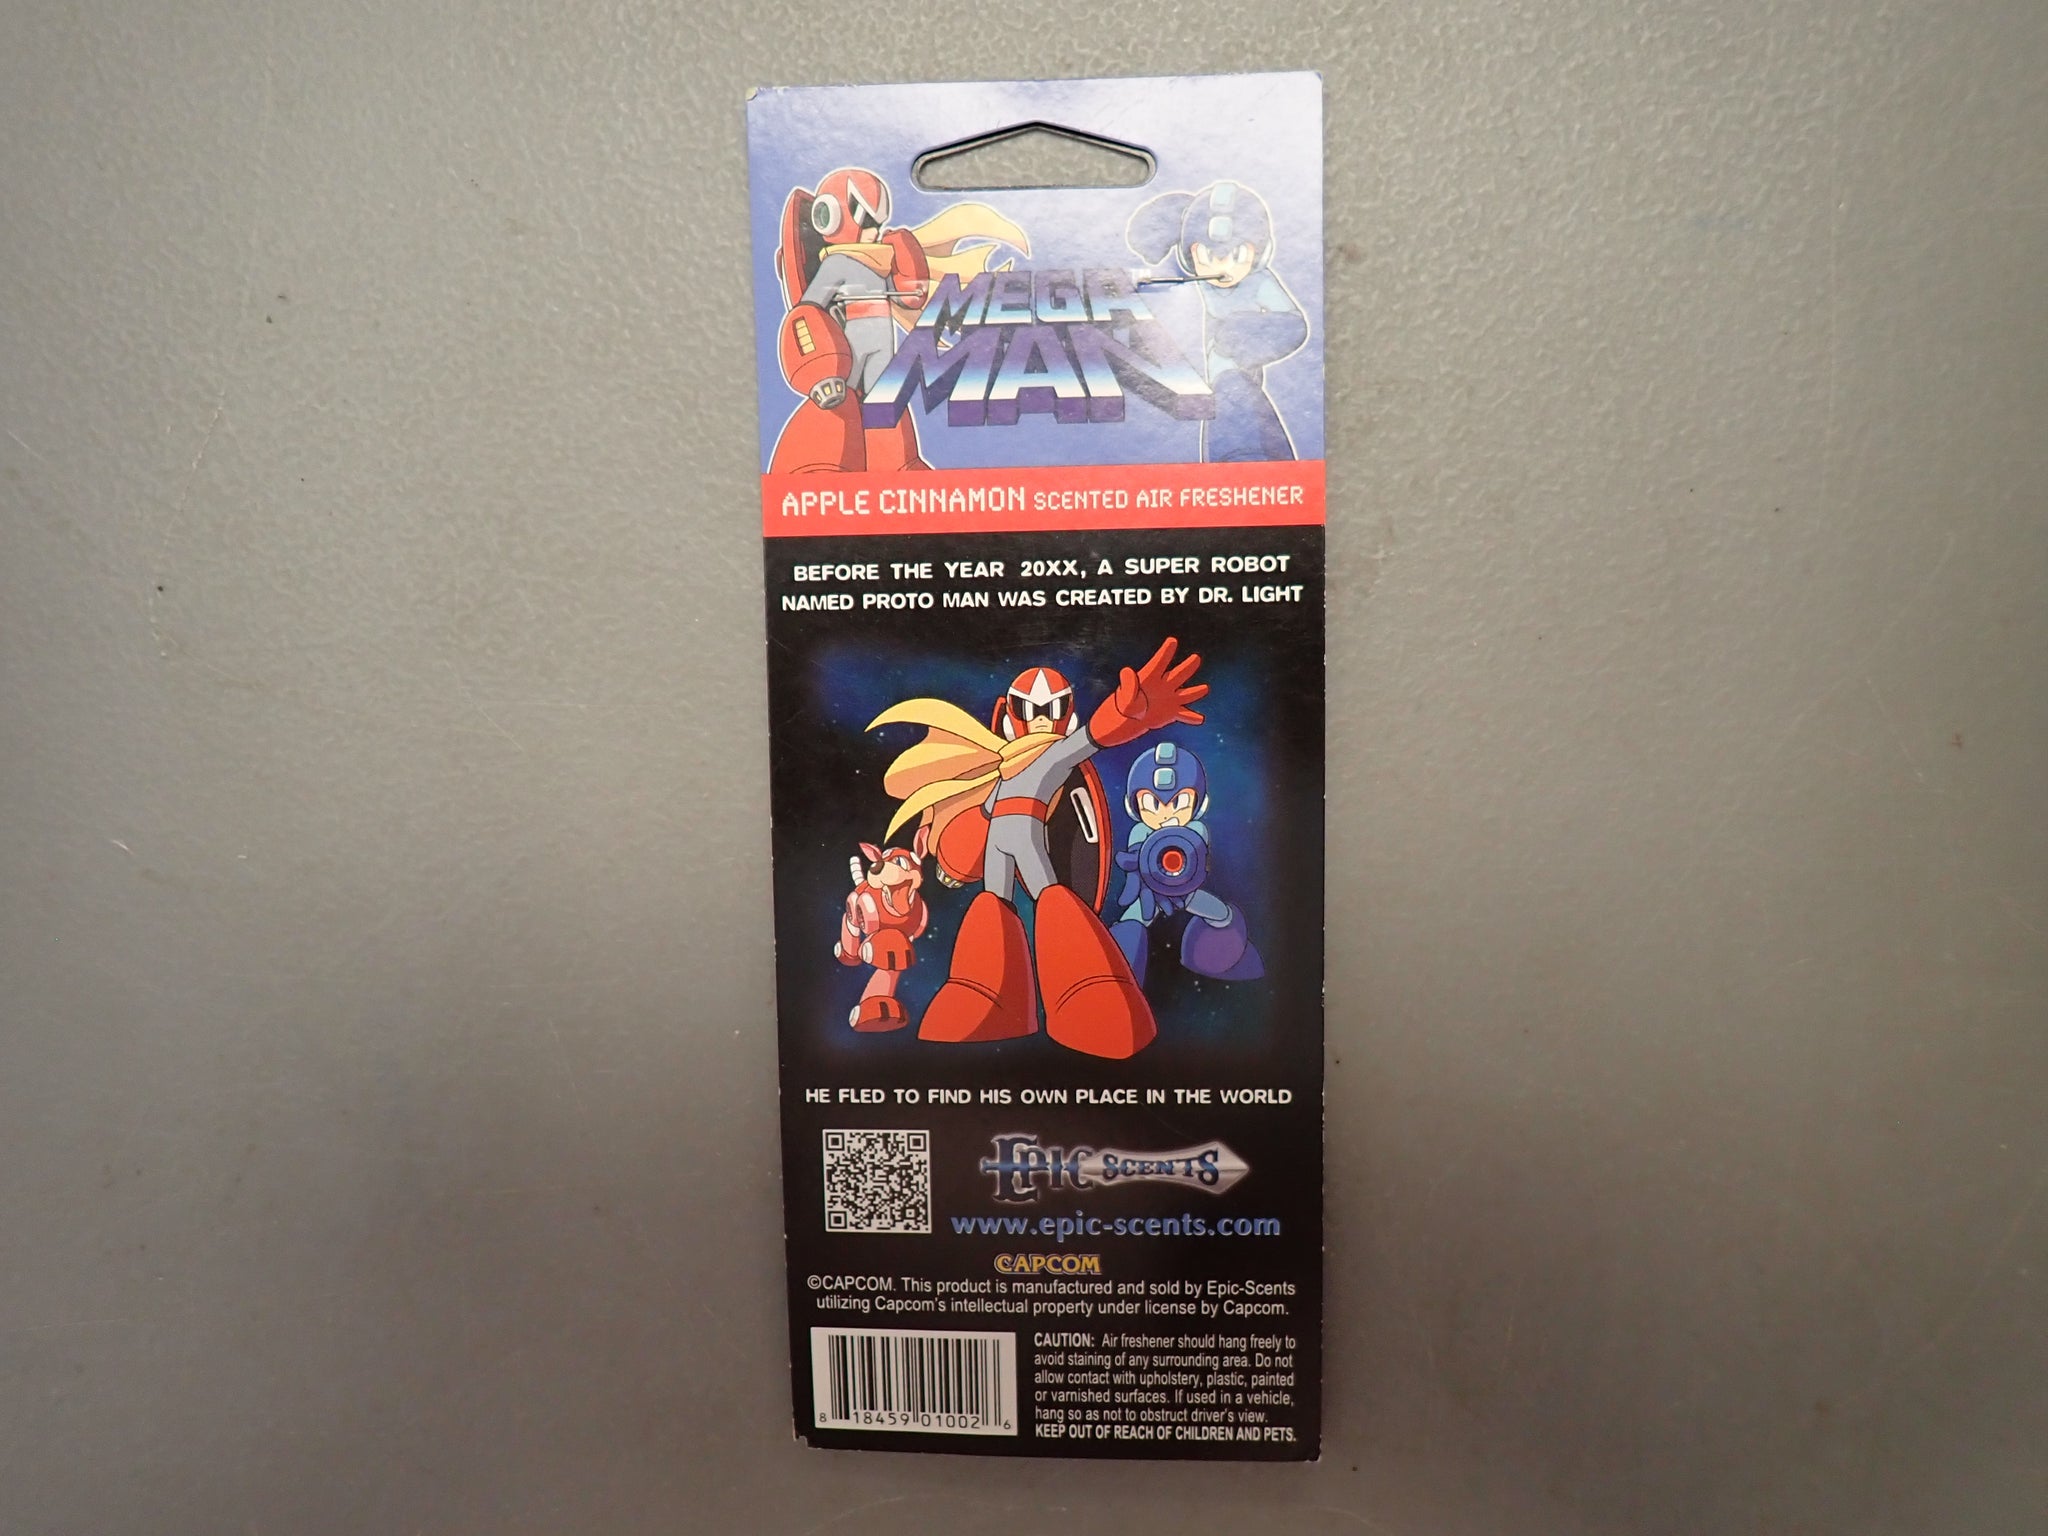 MEGA
MAN
APPLE CINNAMON SCENTED AIR FRESHENER
BEFORE THE YEAR 20XX, A SUPER ROBOT
NAMED PROTO MAN WAS CREATED BY DR. LIGHT
HE FLED TO FIND HIS OWN PLACE IN THE WORLD
EPIC SCENTS
www.epic-scents.com
CAPCOM
©CAPCOM. This product is manufactured and sold by Epic-Scents
utilizing Capcom's intellectual property under license by Capcom.
8 18459 01002 6
CAUTION: Air freshener should hang freely to
avoid staining of any surrounding area. Do not
allow contact with upholstery, plastic, painted
or varnished surfaces. If used in a vehicle,
hang so as not to obstruct driver's view.
KEEP OUT OF REACH OF CHILDREN AND PETS.